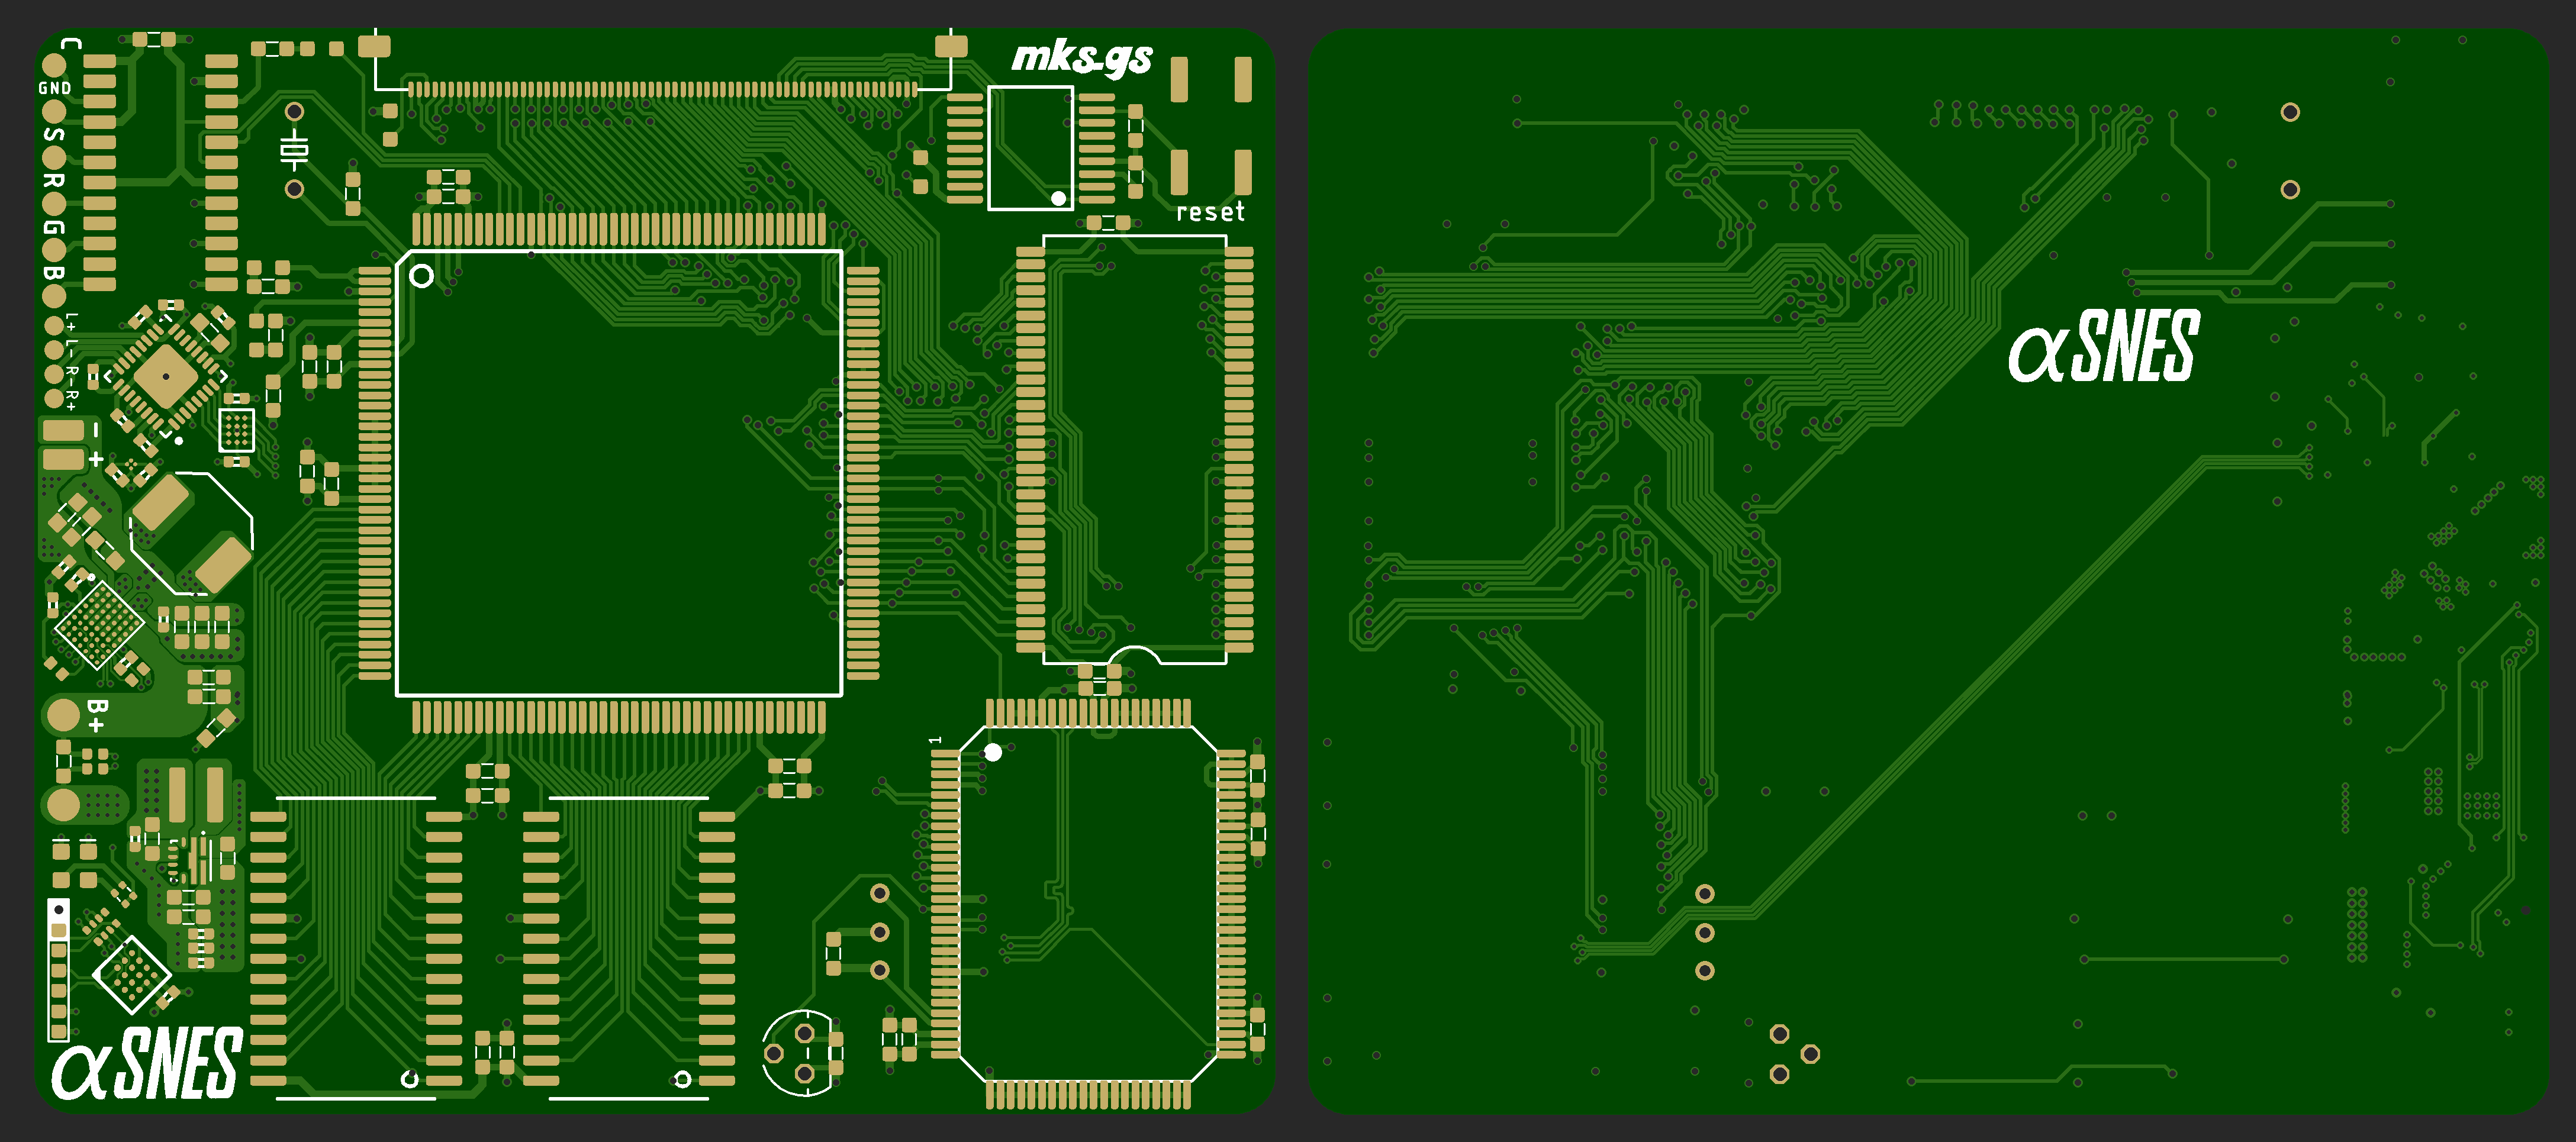 C
GND
S
R
G
B
L+
L-
R-
R+
-
+
B+
αSNES
mks.gs
reset
1
αSNES